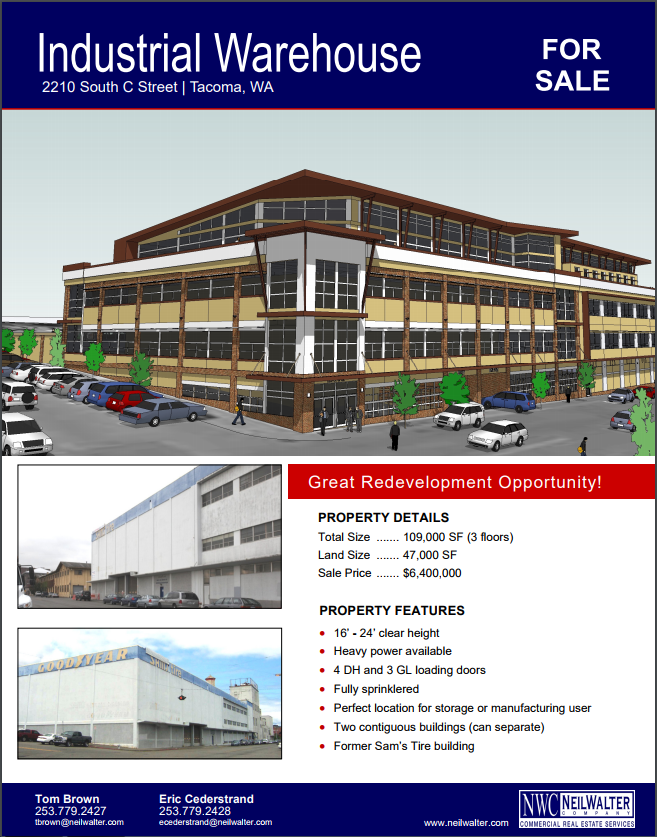 Industrial Warehouse
2210 South C Street | Tacoma, WA
FOR
SALE
GOODYEAR
Great Redevelopment Opportunity!
PROPERTY DETAILS
Total Size ....... 109,000 SF (3 floors)
Land Size ....... 47,000 SF
Sale Price ....... $6,400,000
PROPERTY FEATURES
• 16' - 24' clear height
• Heavy power available
• 4 DH and 3 GL loading doors
• Fully sprinklered
• Perfect location for storage or manufacturing user
• Two contiguous buildings (can separate)
• Former Sam's Tire building
Tom Brown
253.779.2427
tbrown@neilwalter.com
Eric Cederstrand
253.779.2428
ecederstrand@neilwalter.com
www.neilwalter.com
NWC NEILWALTER
COMPANY
COMMERCIAL REAL ESTATE SERVICES